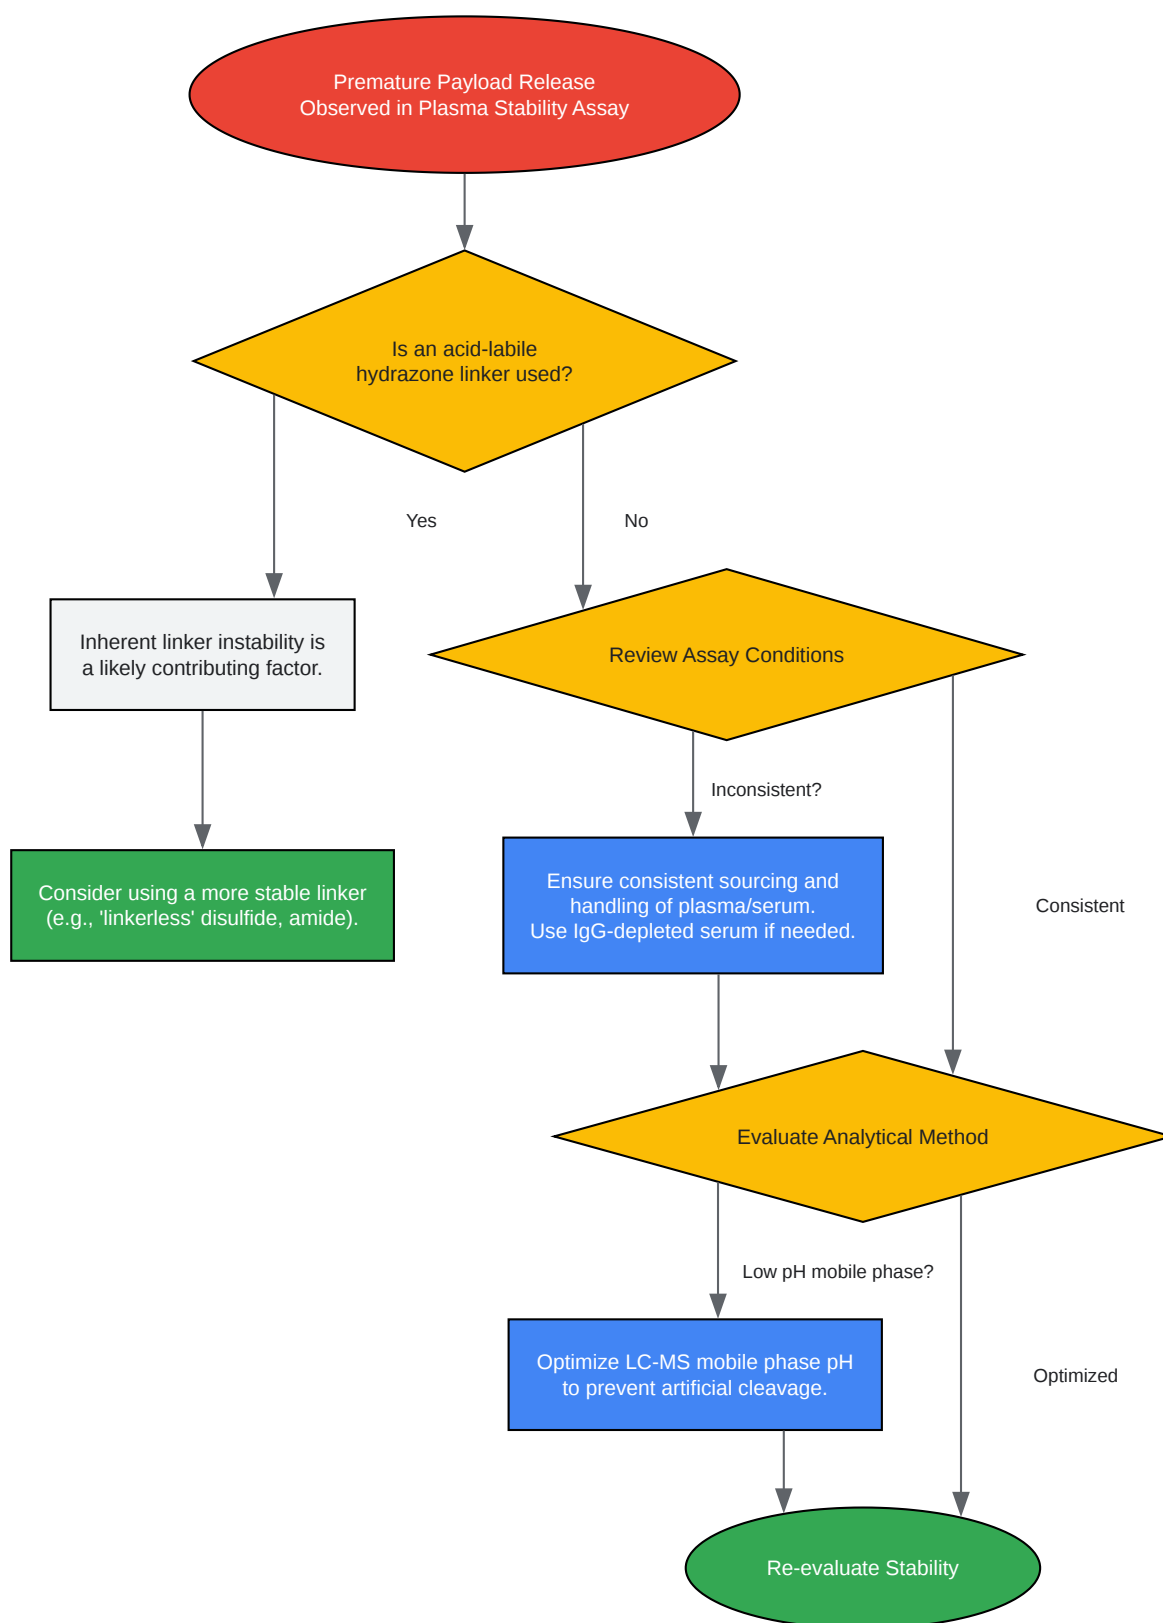 Premature Payload Release
Observed in Plasma Stability Assay
Is an acid-labile
hydrazone linker used?
Yes
No
Inherent linker instability is
a likely contributing factor.
Review Assay Conditions
Inconsistent?
Consider using a more stable linker
(e.g., 'linkerless' disulfide, amide).
Ensure consistent sourcing and
handling of plasma/serum.
Use IgG-depleted serum if needed.
Consistent
Evaluate Analytical Method
Low pH mobile phase?
Optimize LC-MS mobile phase pH
to prevent artificial cleavage.
Optimized
Re-evaluate Stability